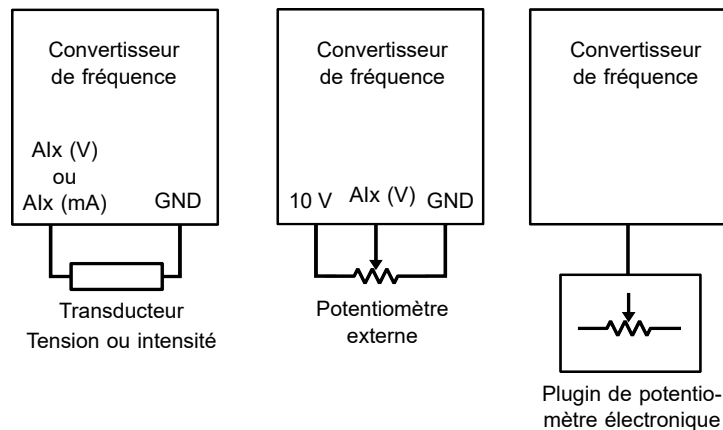 Convertisseur
de fréquence
AIx (V)
ou
AIx (mA)
GND
Transducteur
Tension ou intensité
Convertisseur
de fréquence
10 V
AIx (V)
GND
Potentiomètre
externe
Convertisseur
de fréquence
Plugin de potentio-
mètre électronique